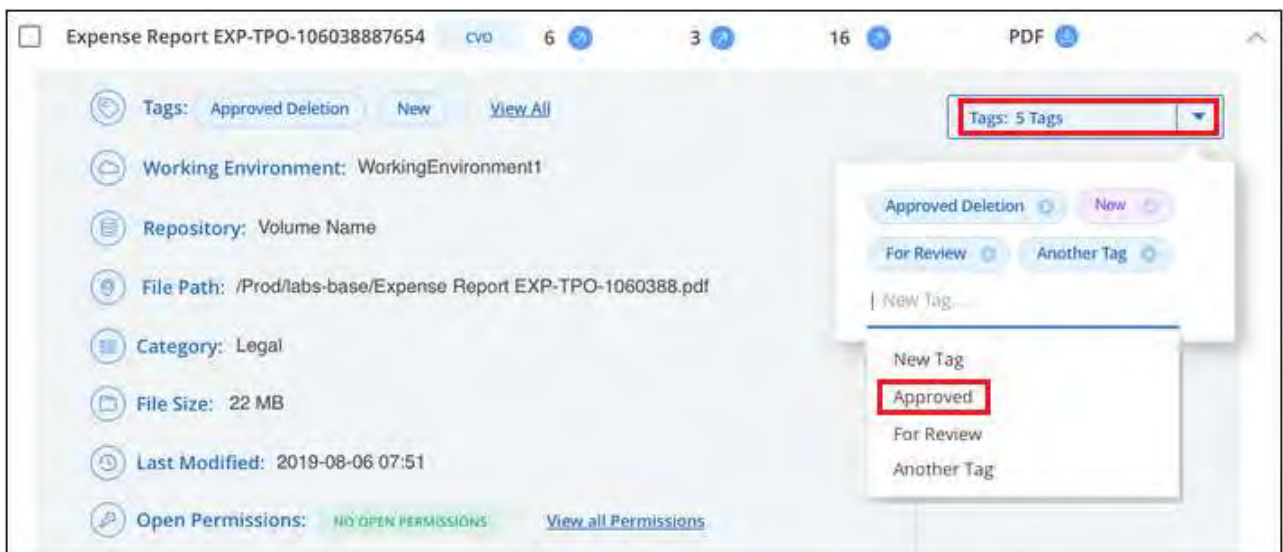 Expense Report EXP-TPO-106038887654 CVO 6 3 16 PDF
Tags: Approved Deletion New View All
Tags: 5 Tags
Working Environment: WorkingEnvironment1
Repository: Volume Name
File Path: /Prod/labs-base/Expense Report EXP-TPO-1060388.pdf
Category: Legal
File Size: 22 MB
Last Modified: 2019-08-06 07:51
Open Permissions: NO OPEN PERMISSIONS View all Permissions
Approved Deletion New
For Review Another Tag
New Tag...
New Tag
Approved
For Review
Another Tag